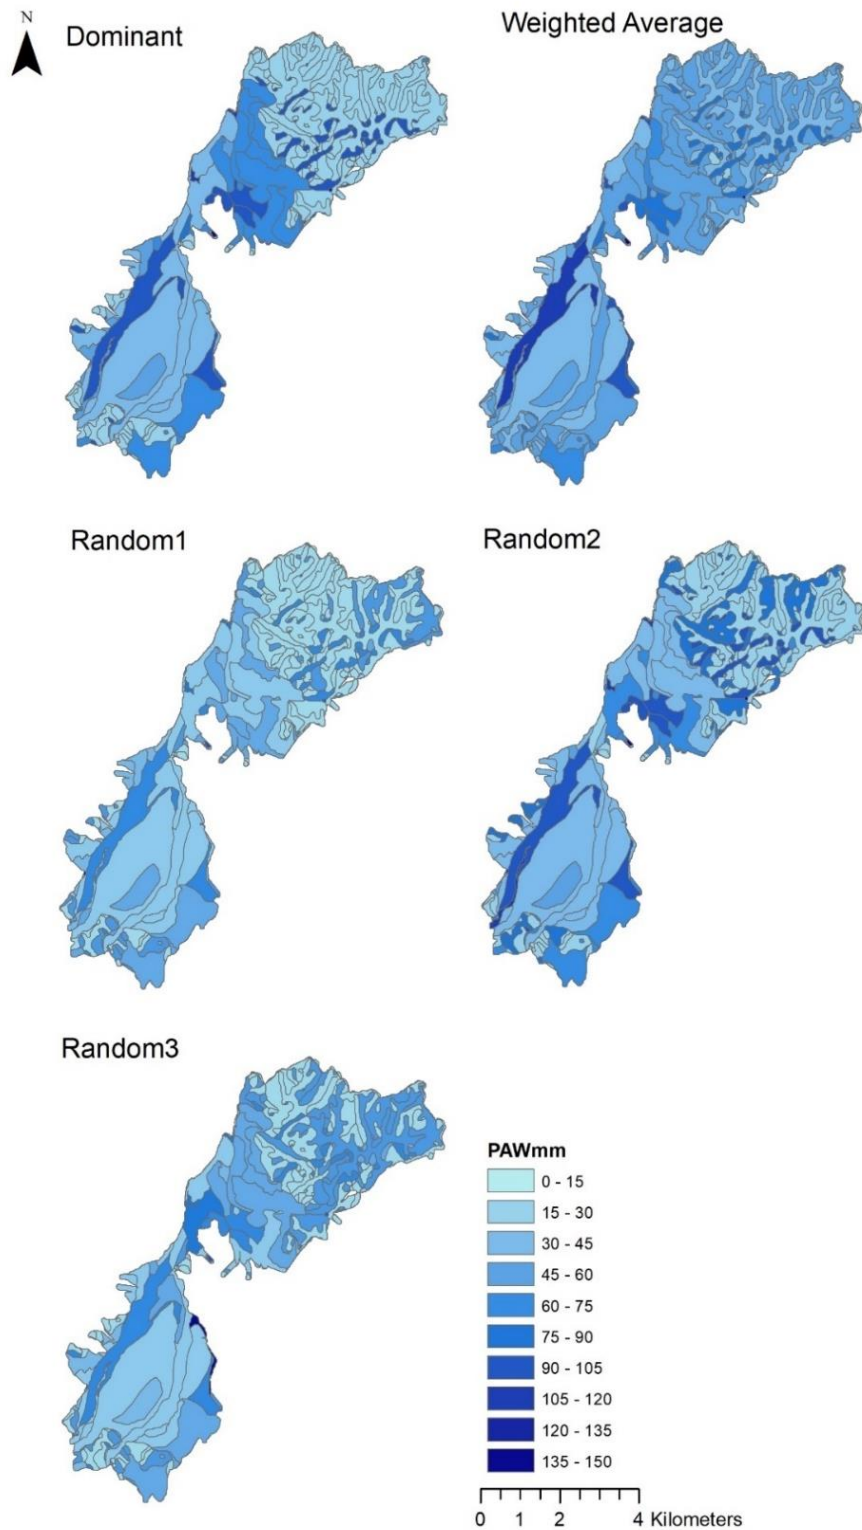 N
Dominant
Weighted Average
Random1
Random2
Random3
PAWmm
0 - 15
15 - 30
30 - 45
45 - 60
60 - 75
75 - 90
90 - 105
105 - 120
120 - 135
135 - 150
0 1 2 4 Kilometers